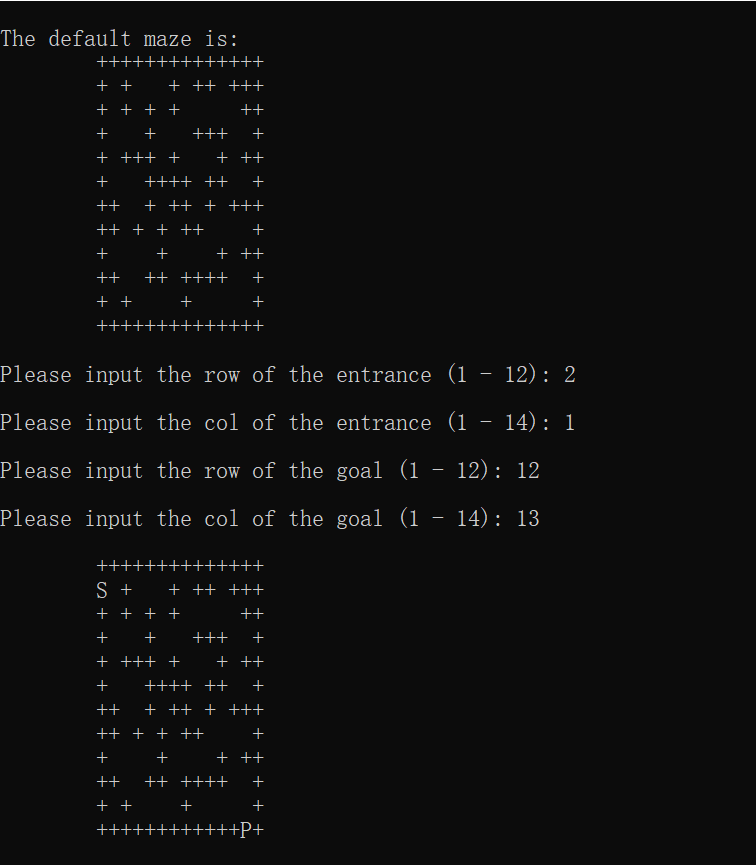 The default maze is:
        ++++++++++++++
        + +   + ++ +++
        + + + +     ++
        +   +   +++  +
        + +++ +   + ++
        +   ++++ ++  +
        ++  + ++ + +++
        ++ + + ++    +
        +    +    + ++
        ++  ++ ++++  +
        + +    +     +
        ++++++++++++++
Please input the row of the entrance (1 - 12): 2
Please input the col of the entrance (1 - 14): 1
Please input the row of the goal (1 - 12): 12
Please input the col of the goal (1 - 14): 13
        ++++++++++++++
        S +   + ++ +++
        + + + +     ++
        +   +   +++  +
        + +++ +   + ++
        +   ++++ ++  +
        ++  + ++ + +++
        ++ + + ++    +
        +    +    + ++
        ++  ++ ++++  +
        + +    +     +
        ++++++++++++P+